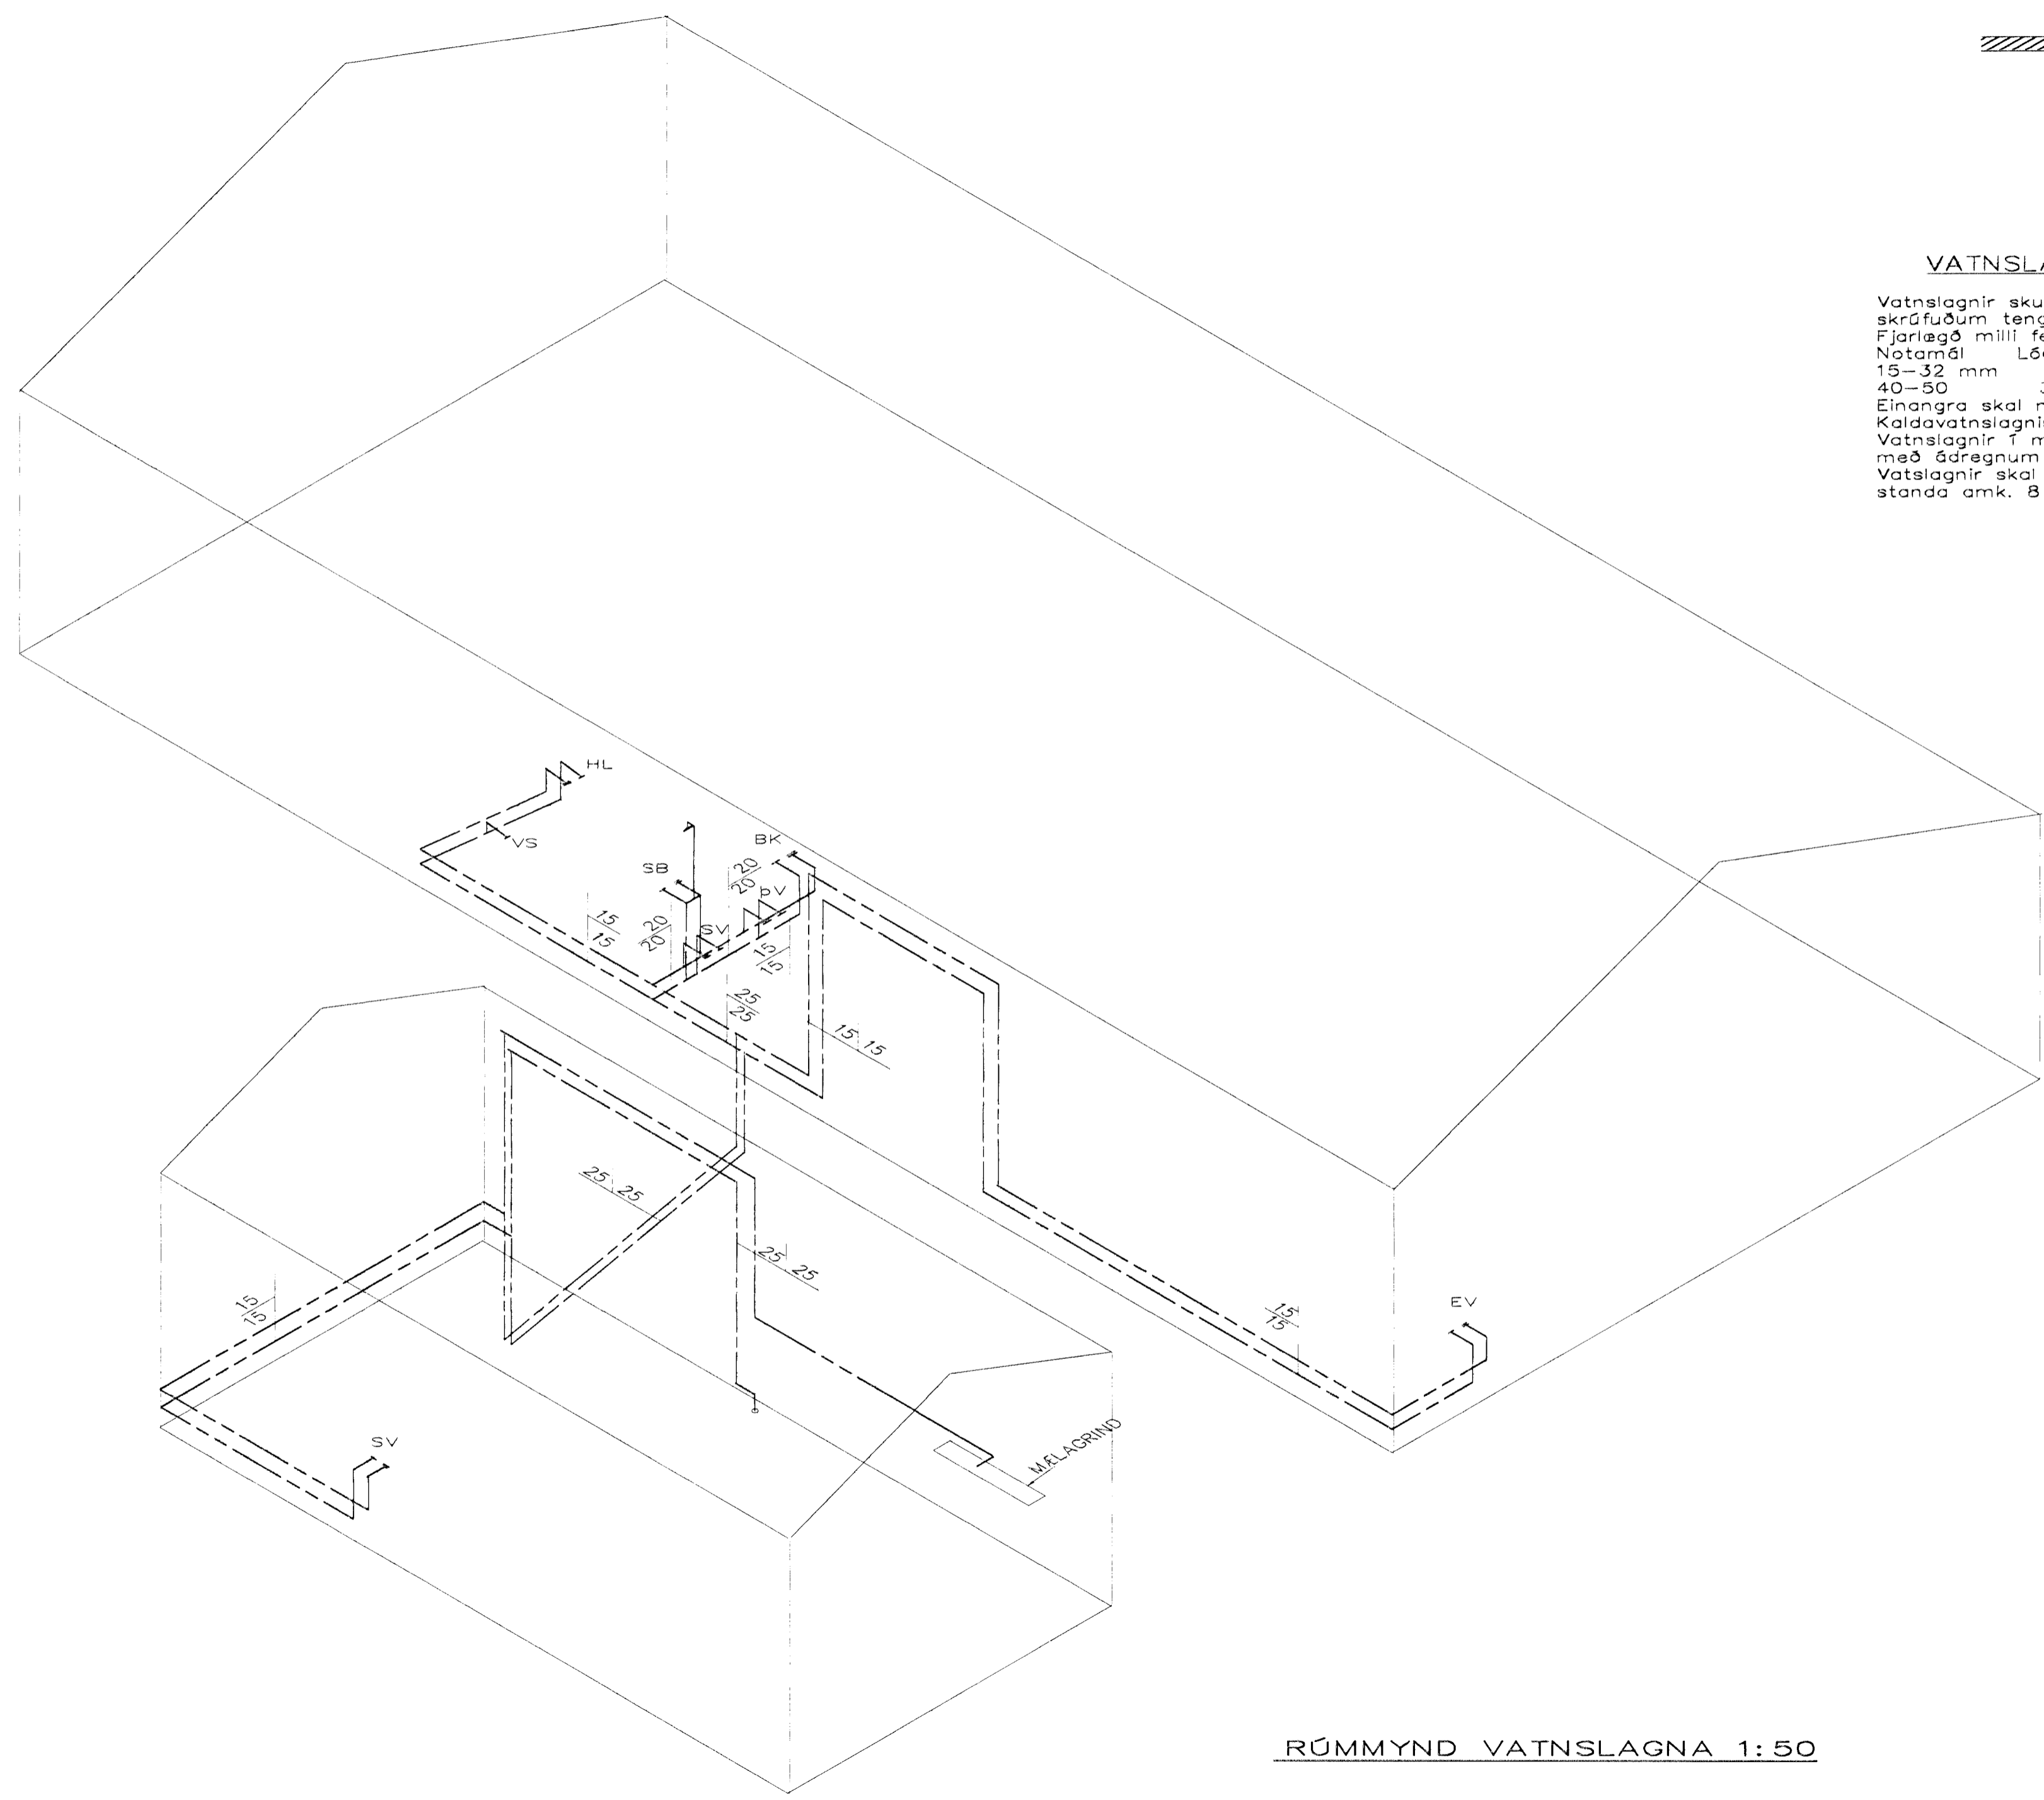 VATNSLA
Vatnslagnir sku
skrúfuðum teng
Fjarlægð milli fe
Notamál Lóð
15-32 mm
40-50 3
Einangra skal
Kaldavatnslagni
Vatnslagnir í m
með ádregnum
Vatslagnir skal
standa amk. 8
HL
VS
BK
SB
20
20
ÞV
15
15
20
20
SV
15
15
25
25
15 15
25 25
25 25
15
15
15
15
EV
SV
MÆLAGRIND
RÚMMYND VATNSLAGNA 1:50